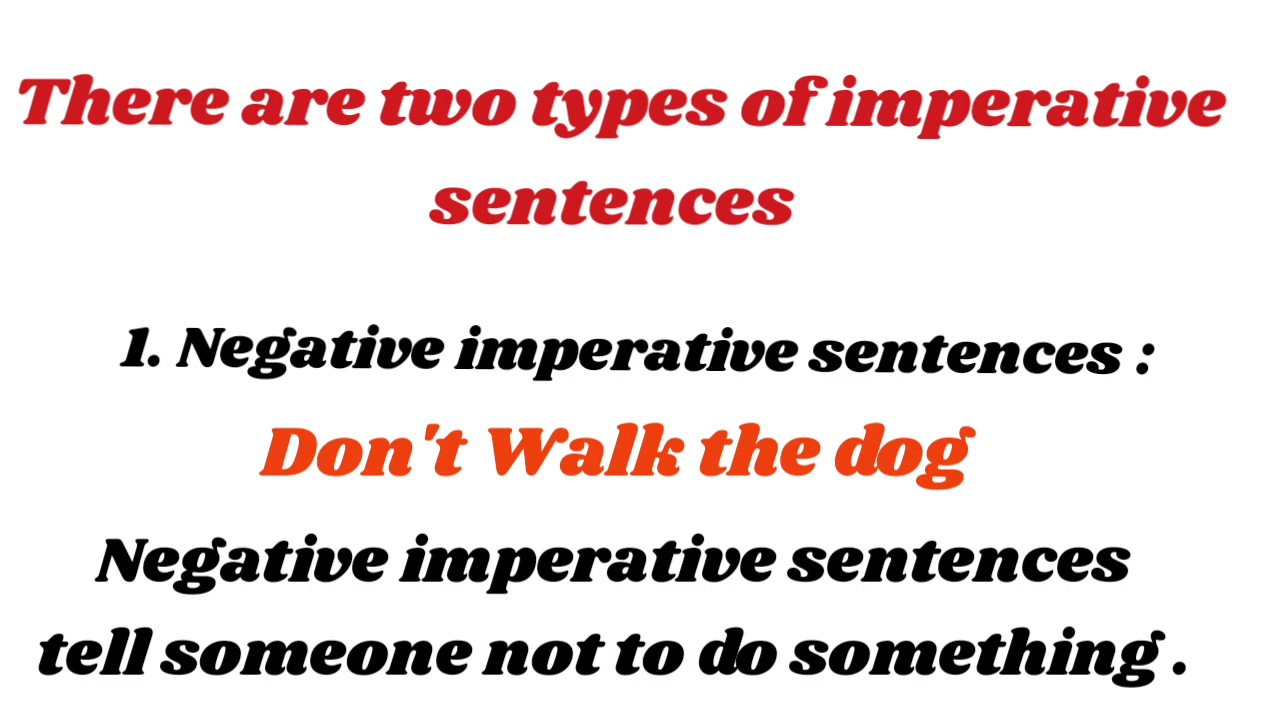 There are two types of imperative
sentences
1. Negative imperative sentences :
Don't Walk the dog
Negative imperative sentences
tell someone not to do something .